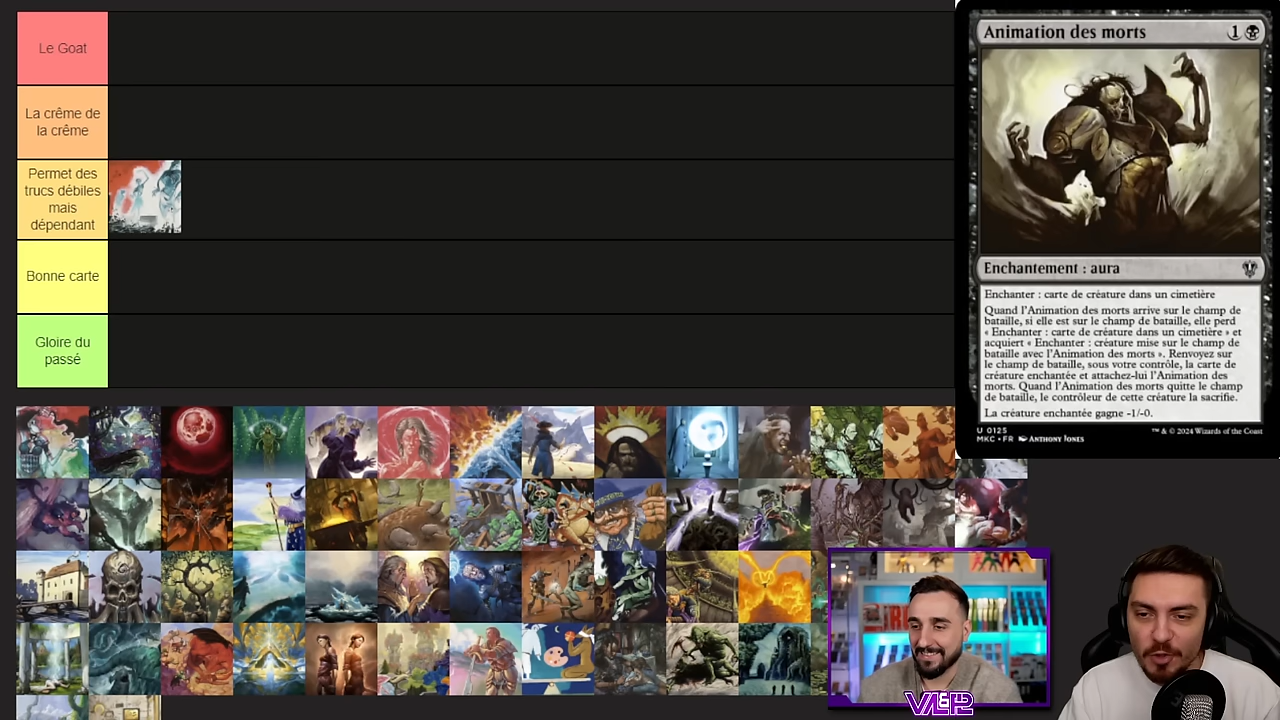 Le Goat
La crême de
la crême
Permet des
trucs débiles
mais
dépendant
Bonne carte
Gloire du
passé
Animation des morts
1
Enchantement : aura
Enchanter : carte de créature dans un cimetière
Quand l'Animation des morts arrive sur le champ de
bataille, si elle est sur le champ de bataille, elle perd
« Enchanter : carte de créature dans un cimetière » et
acquiert « Enchanter : créature mise sur le champ de
bataille avec l'Animation des morts ». Renvoyez sur
le champ de bataille, sous votre contrôle, la carte de
créature enchantée et attachez-lui l'Animation des
morts. Quand l'Animation des morts quitte le champ
de bataille, le contrôleur de cette créature la sacrifie.
La créature enchantée gagne -1/-0.
U 0125
MKC • FR Anthony Jones
™ & © 2024 Wizards of the Coast
VALPL